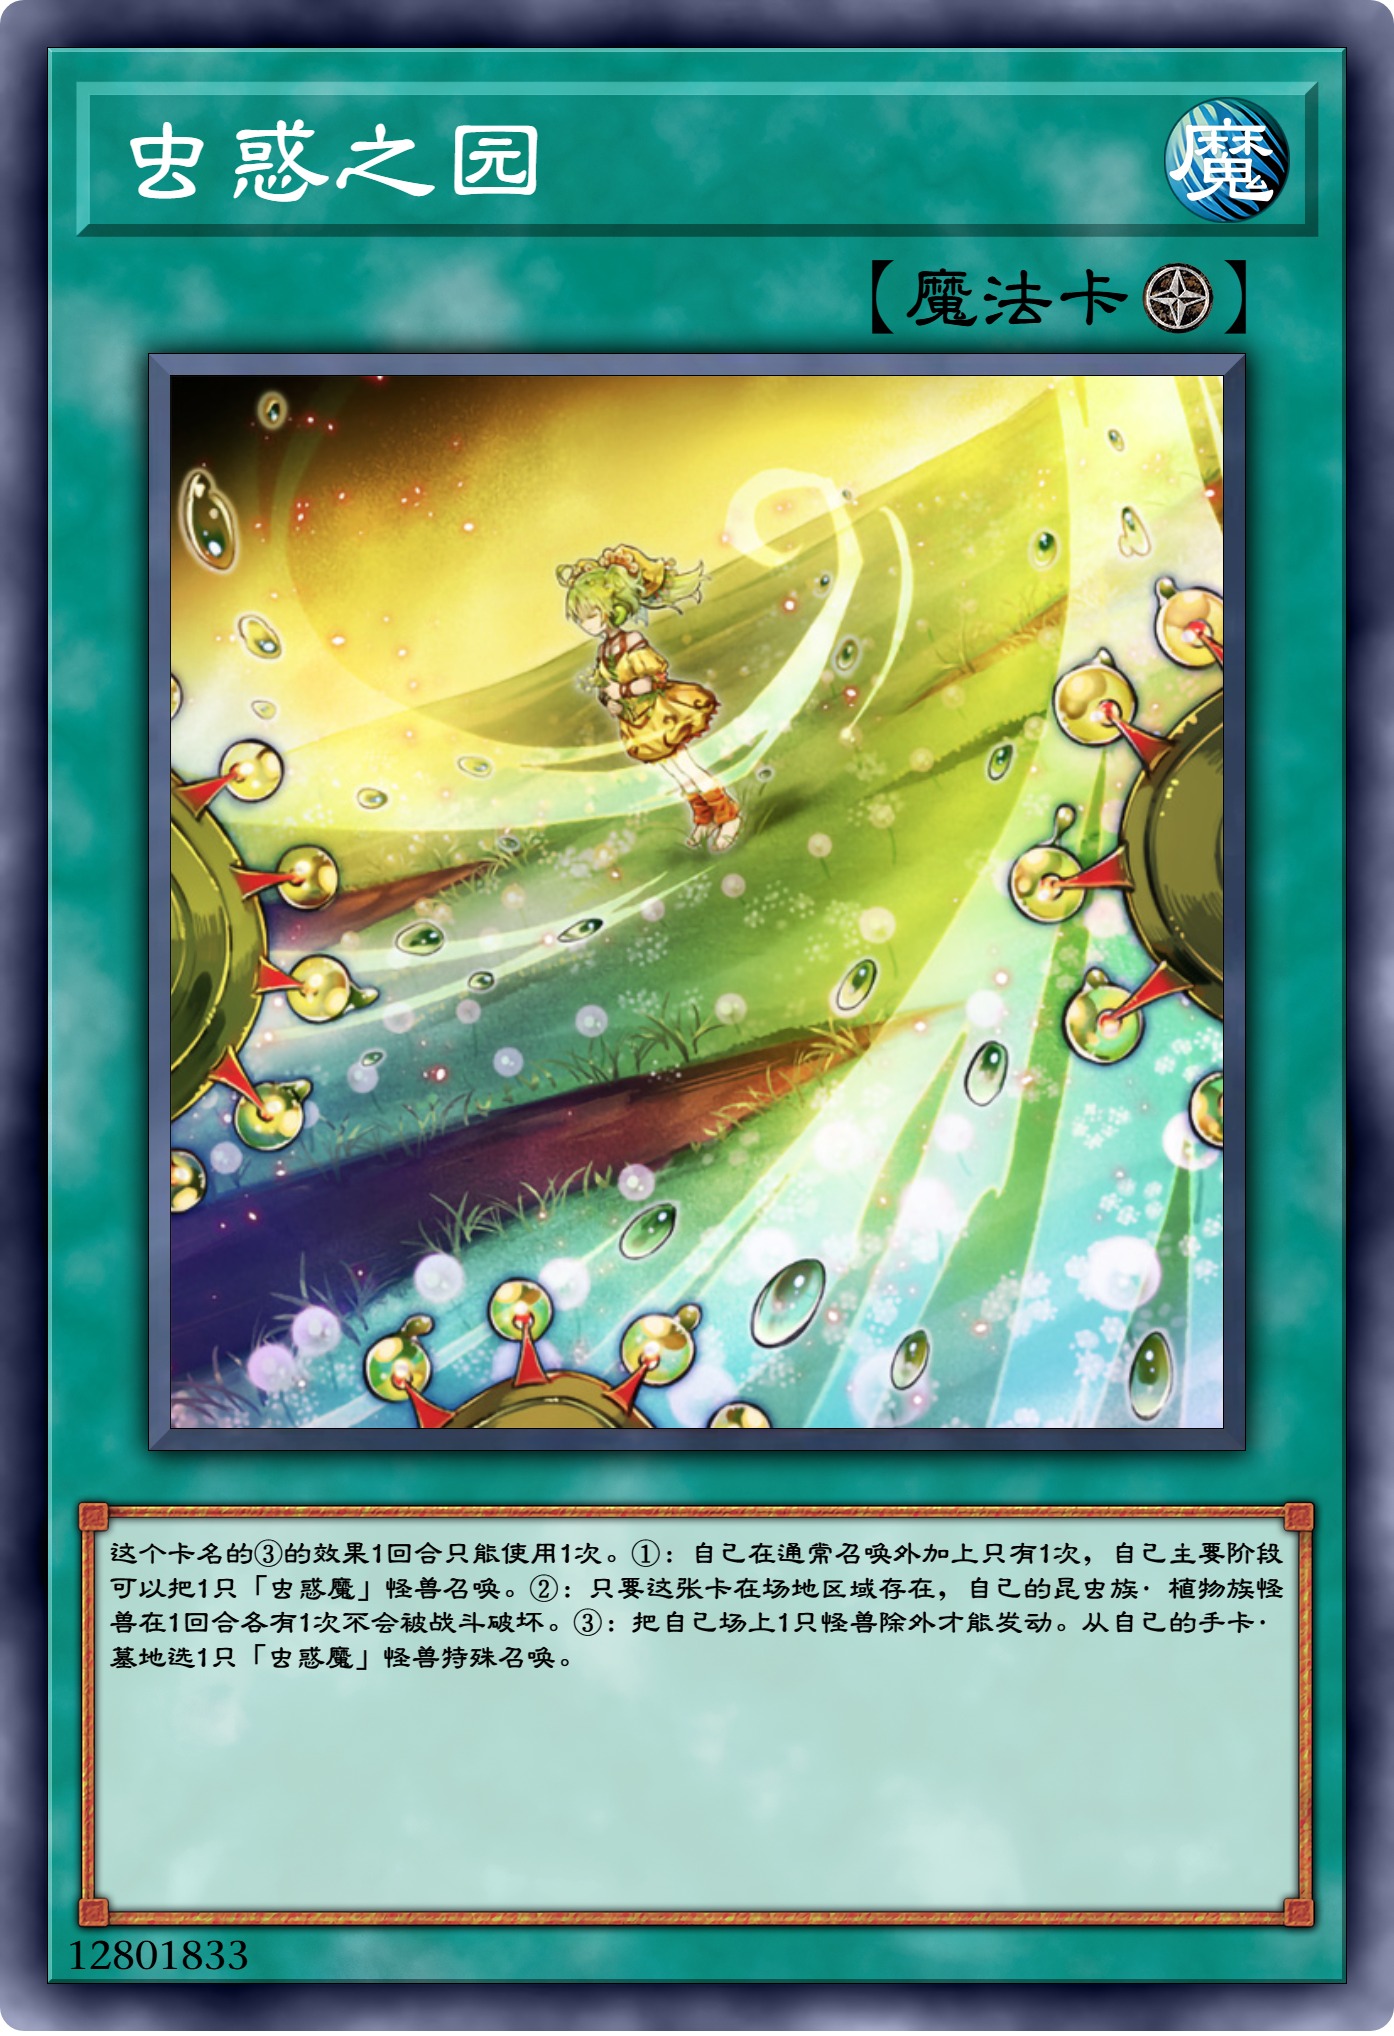 虫惑之园
魔
【魔法卡】
这个卡名的③的效果1回合只能使用1次。①：自己在通常召唤外加上只有1次，自己主要阶段
可以把1只「虫惑魔」怪兽召唤。②：只要这张卡在场地区域存在，自己的昆虫族·植物族怪
兽在1回合各有1次不会被战斗破坏。③：把自己场上1只怪兽除外才能发动。从自己的手卡·
墓地选1只「虫惑魔」怪兽特殊召唤。
12801833